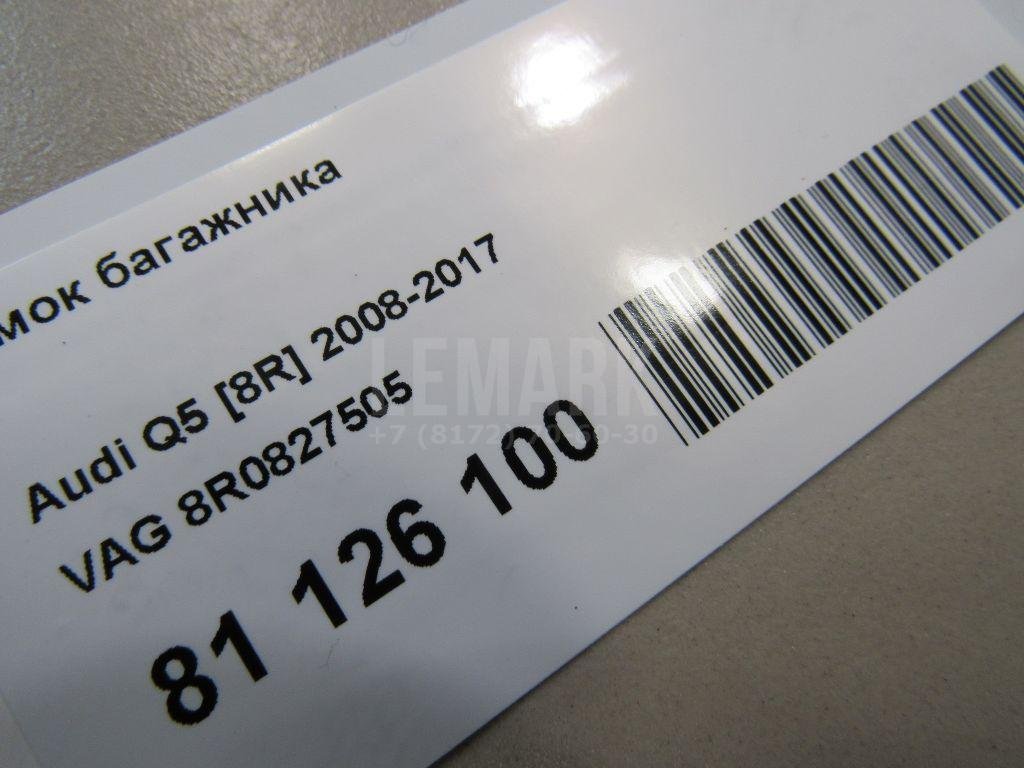 мок багажника
Audi Q5 [8R] 2008-2017
VAG 8R0827505
81 126 100
LEMARK